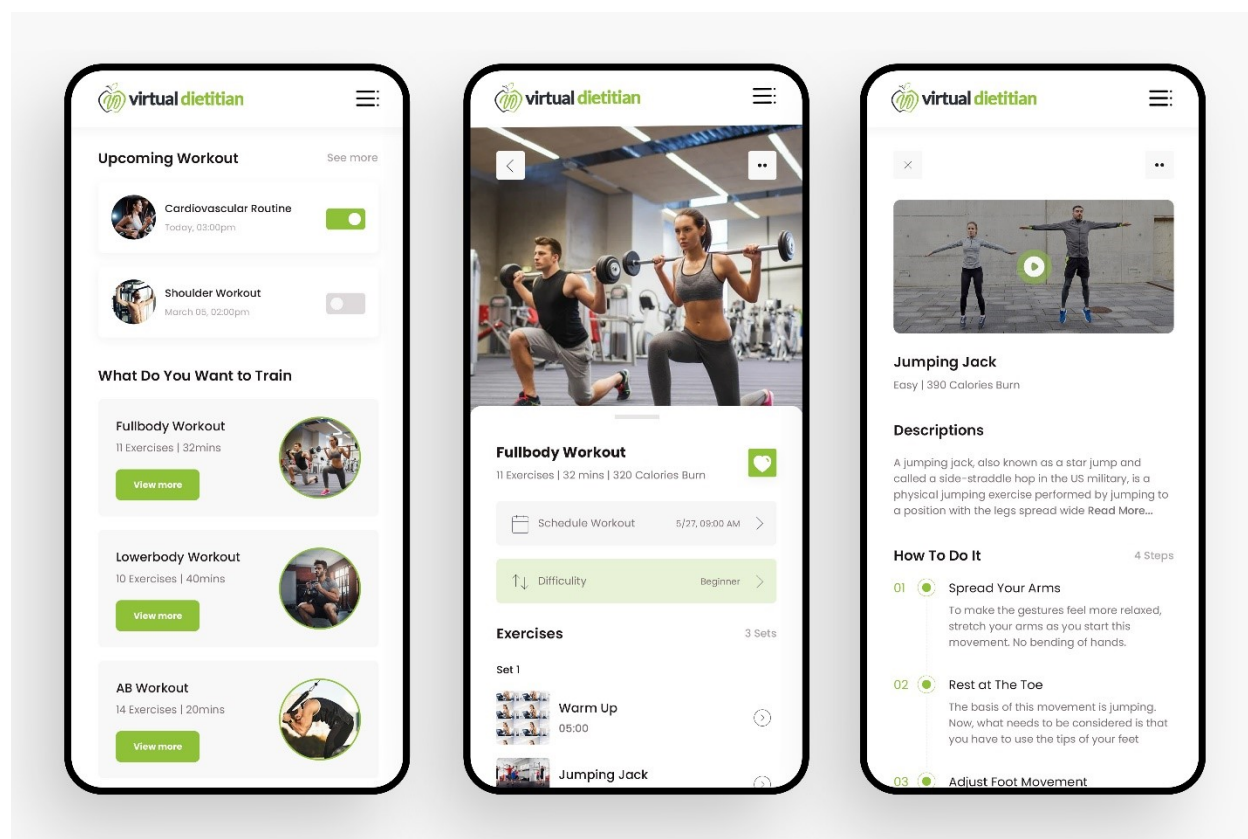 virtual dietitian
Upcoming Workout
See more
Cardiovascular Routine
Today, 03:00pm
Shoulder Workout
March 05, 02:00pm
What Do You Want to Train
Fullbody Workout
11 Exercises | 32mins
View more
Lowerbody Workout
10 Exercises | 40mins
View more
AB Workout
14 Exercises | 20mins
View more
virtual dietitian
Fullbody Workout
11 Exercises | 32 mins | 320 Calories Burn
Schedule Workout
5/27, 09:00 AM
Difficulity
Beginner
Exercises
3 Sets
Set 1
Warm Up
05:00
Jumping Jack
virtual dietitian
Jumping Jack
Easy | 390 Calories Burn
Descriptions
A jumping jack, also known as a star jump and
called a side-straddle hop in the US military, is a
physical jumping exercise performed by jumping to
a position with the legs spread wide Read More...
How To Do It
4 Steps
01 Spread Your Arms
To make the gestures feel more relaxed,
stretch your arms as you start this
movement. No bending of hands.
02 Rest at The Toe
The basis of this movement is jumping.
Now, what needs to be considered is that
you have to use the tips of your feet
03 Adjust Foot Movement